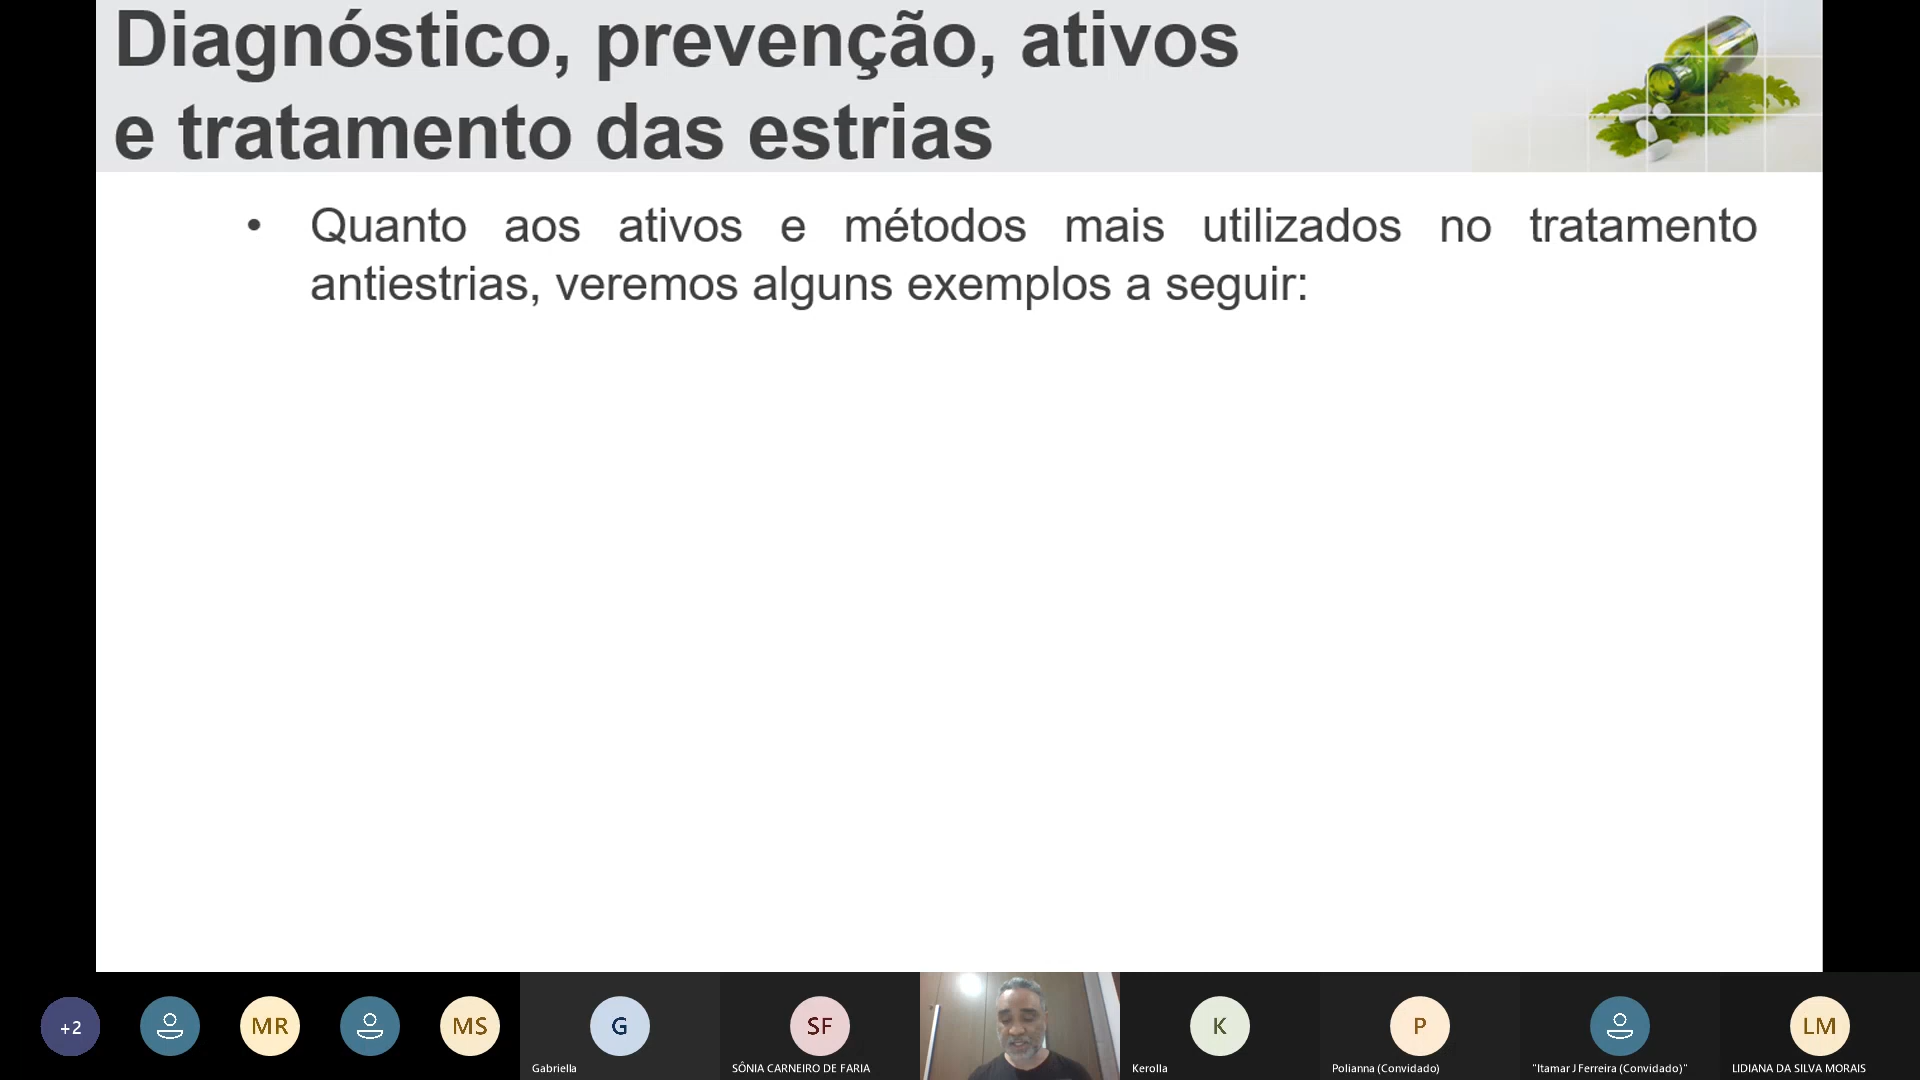 Diagnóstico, prevenção, ativos
e tratamento das estrias
• Quanto aos ativos e métodos mais utilizados no tratamento
antiestrias, veremos alguns exemplos a seguir:
+2
MR
MS
G
SF
K
P
LM
Gabriella
SÔNIA CARNEIRO DE FARIA
Kerolla
Polianna (Convidado)
"Itamar J Ferreira (Convidado)"
LIDIANA DA SILVA MORAIS